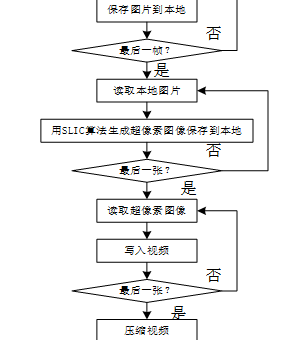 保存图片到本地
否
最后一帧?
是
读取本地图片
用SLIC算法生成超像素图像保存到本地
否
最后一张?
是
读取超像素图像
写入视频
否
最后一张?
是
压缩视频